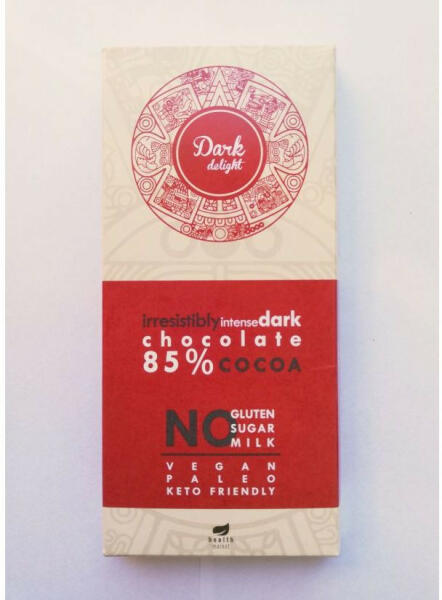 Dark
delight
irresistibly intense dark
chocolate
85% COCOA
NO GLUTEN
SUGAR
MILK
VEGAN
PALEO
KETO FRIENDLY
health
market